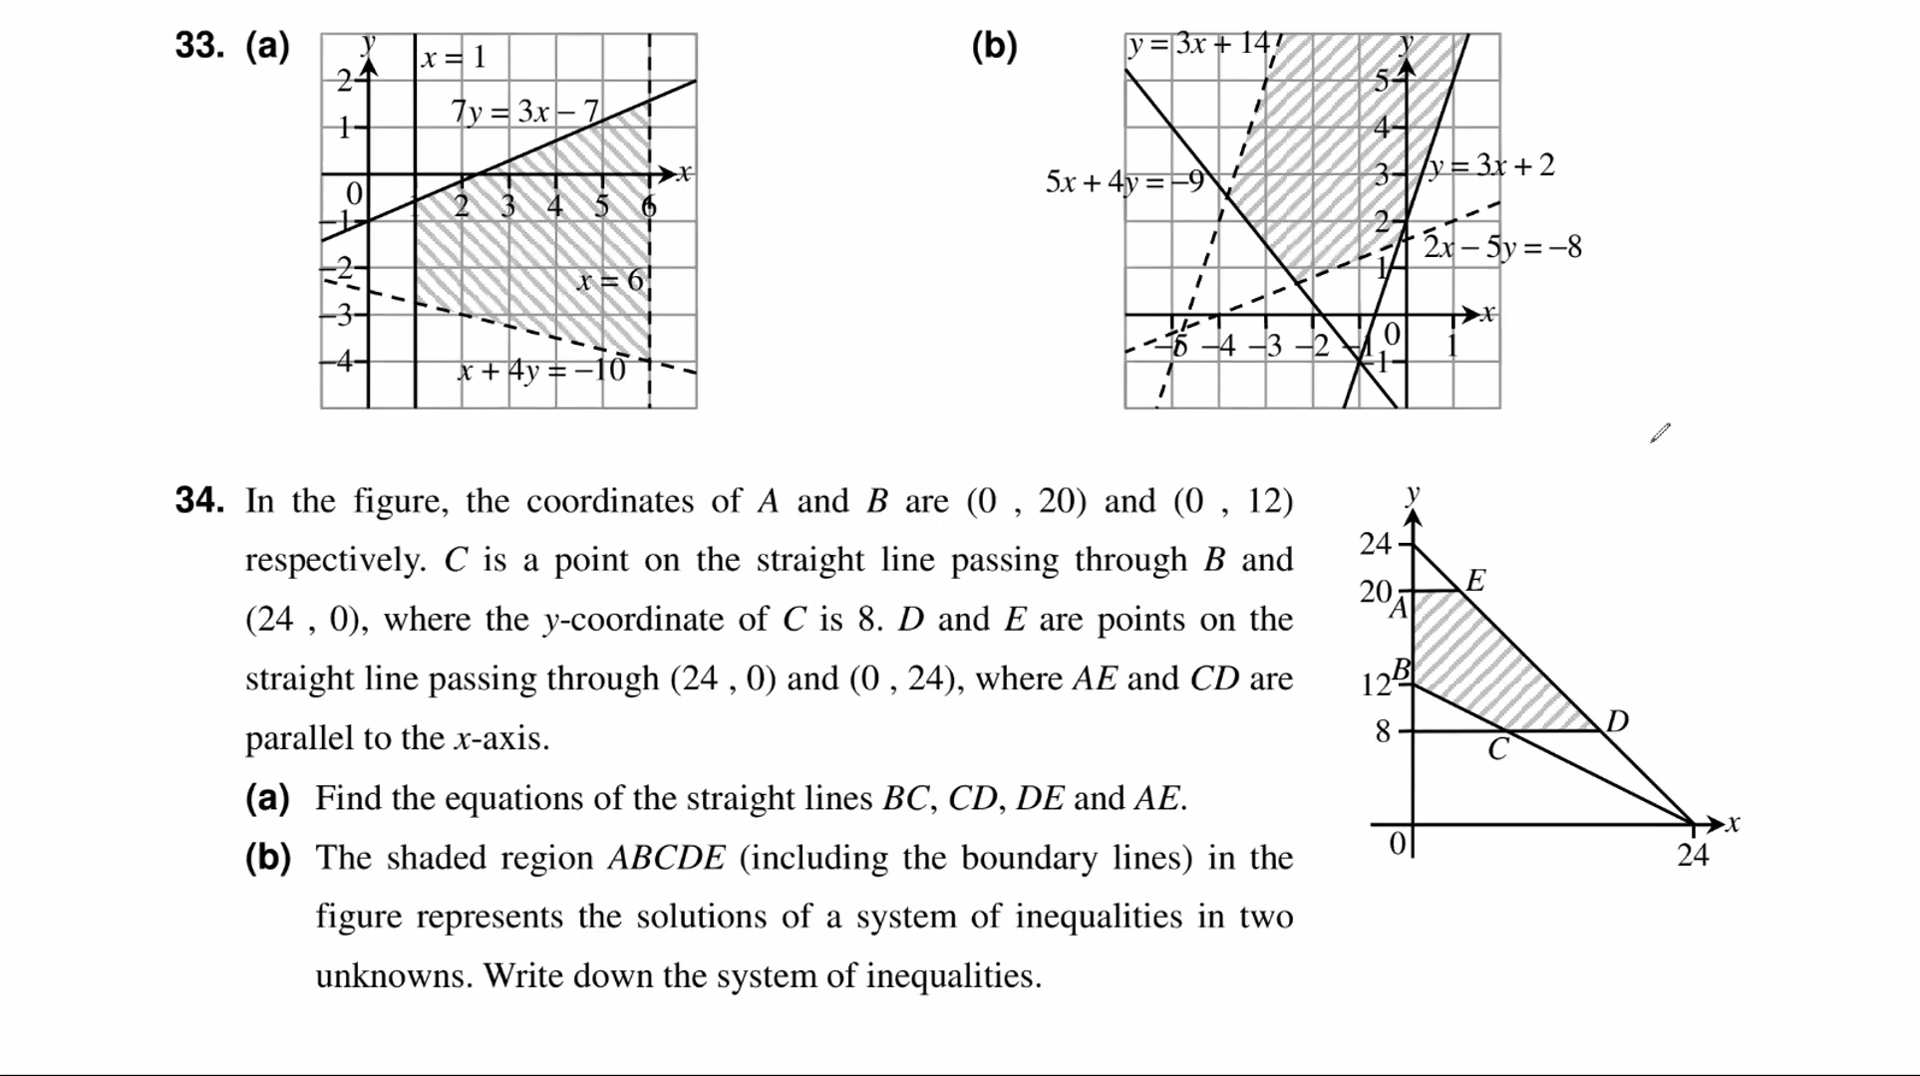 33. (a)
y
x = 1
2
7y = 3x – 7
1
x
0
2 3 4 5 6
–1
–2
x = 6
–3
–4
x + 4y = –10
(b)
y = 3x + 14
y
5
4
5x + 4y = –9
3
y = 3x + 2
2
2x – 5y = –8
1
x
–5 –4 –3 –2 –1 0 1
–1
34. In the figure, the coordinates of A and B are (0 , 20) and (0 , 12)
respectively. C is a point on the straight line passing through B and
(24 , 0), where the y-coordinate of C is 8. D and E are points on the
straight line passing through (24 , 0) and (0 , 24), where AE and CD are
parallel to the x-axis.
(a) Find the equations of the straight lines BC, CD, DE and AE.
(b) The shaded region ABCDE (including the boundary lines) in the
figure represents the solutions of a system of inequalities in two
unknowns. Write down the system of inequalities.
y
24
E
20
A
B
12
D
8
C
x
0
24